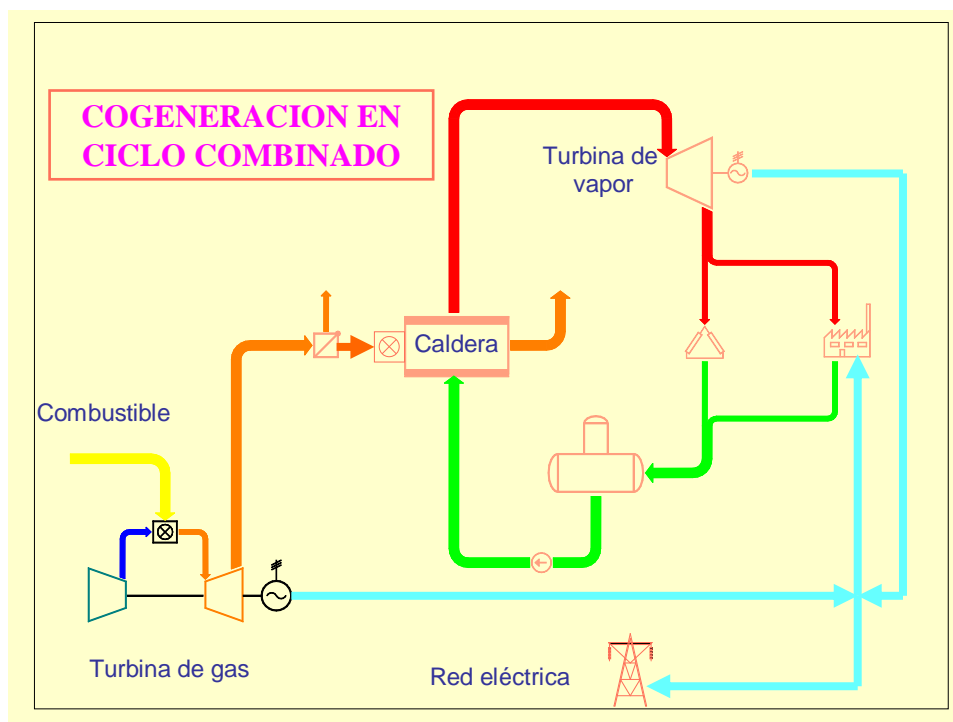 COGENERACION EN
CICLO COMBINADO
Turbina de
vapor
Caldera
Combustible
Turbina de gas
Red eléctrica